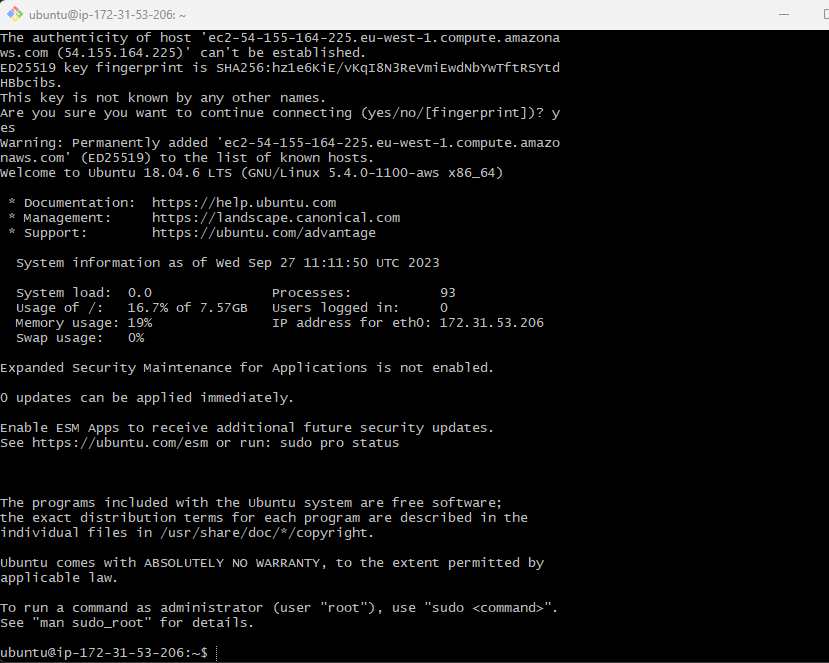 ubuntu@ip-172-31-53-206: ~
The authenticity of host 'ec2-54-155-164-225.eu-west-1.compute.amazona
ws.com (54.155.164.225)' can't be established.
ED25519 key fingerprint is SHA256:hz1e6KiE/vKqI8N3ReVmiEwdNbYwTftRSYtd
HBbcibs.
This key is not known by any other names.
Are you sure you want to continue connecting (yes/no/[fingerprint])? y
es
Warning: Permanently added 'ec2-54-155-164-225.eu-west-1.compute.amazo
naws.com' (ED25519) to the list of known hosts.
Welcome to Ubuntu 18.04.6 LTS (GNU/Linux 5.4.0-1100-aws x86_64)

 * Documentation:  https://help.ubuntu.com
 * Management:     https://landscape.canonical.com
 * Support:        https://ubuntu.com/advantage

  System information as of Wed Sep 27 11:11:50 UTC 2023

  System load:  0.0               Processes:           93
  Usage of /:   16.7% of 7.57GB   Users logged in:     0
  Memory usage: 19%               IP address for eth0: 172.31.53.206
  Swap usage:   0%

Expanded Security Maintenance for Applications is not enabled.

0 updates can be applied immediately.

Enable ESM Apps to receive additional future security updates.
See https://ubuntu.com/esm or run: sudo pro status

The programs included with the Ubuntu system are free software;
the exact distribution terms for each program are described in the
individual files in /usr/share/doc/*/copyright.

Ubuntu comes with ABSOLUTELY NO WARRANTY, to the extent permitted by
applicable law.

To run a command as administrator (user "root"), use "sudo <command>".
See "man sudo_root" for details.

ubuntu@ip-172-31-53-206:~$